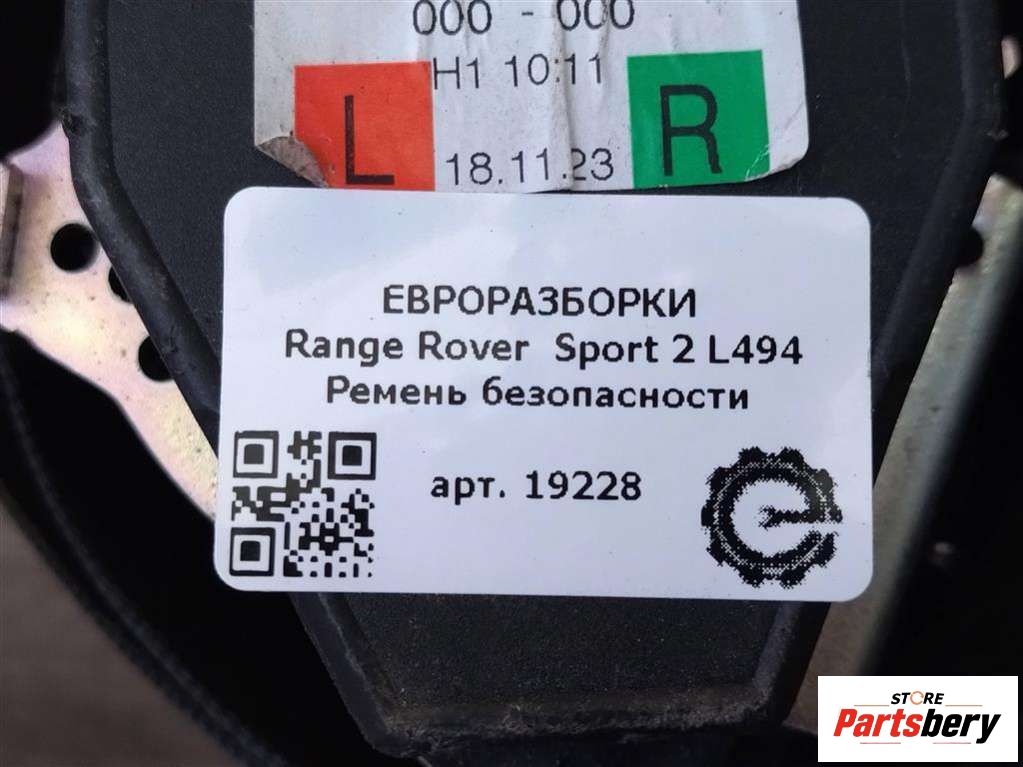 000 - 000
H1 10:11
L
R
18.11.23
ЕВРОРАЗБОРКИ
Range Rover Sport 2 L494
Ремень безопасности
арт. 19228
STORE
Partsbery